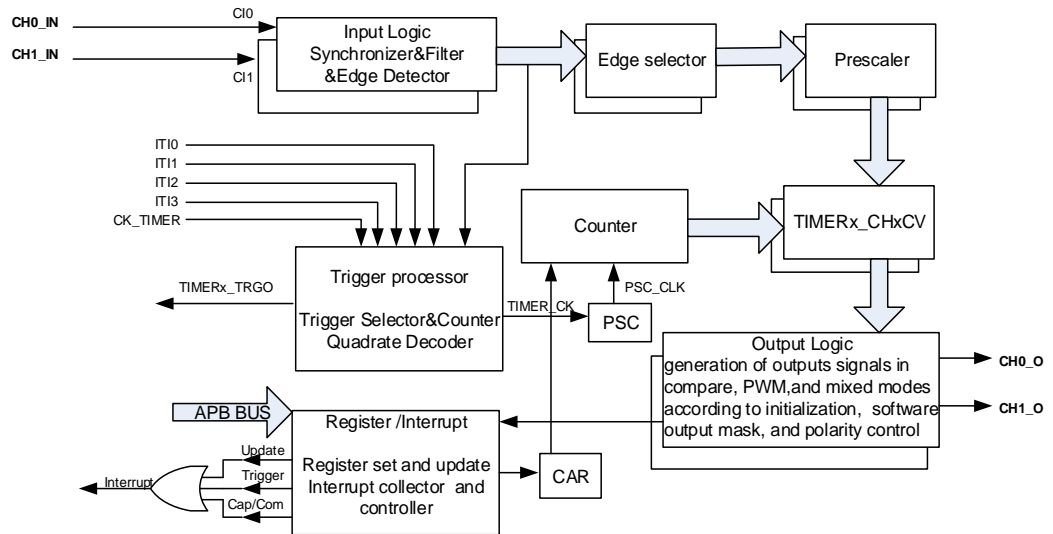 CH0_IN
CI0
CH1_IN
CI1
Input Logic
Synchronizer&Filter
&Edge Detector
Edge selector
Prescaler
ITI0
ITI1
ITI2
ITI3
CK_TIMER
Counter
TIMERx_CHxCV
Trigger processor
Trigger Selector&Counter
Quadrate Decoder
TIMERx_TRGO
TIMER_CK
PSC
PSC_CLK
Output Logic
generation of outputs signals in
compare, PWM,and mixed modes
according to initialization, software
output mask, and polarity control
CH0_O
CH1_O
APB BUS
Register /Interrupt
Register set and update
Interrupt collector and
controller
CAR
Update
Trigger
Cap/Com
Interrupt